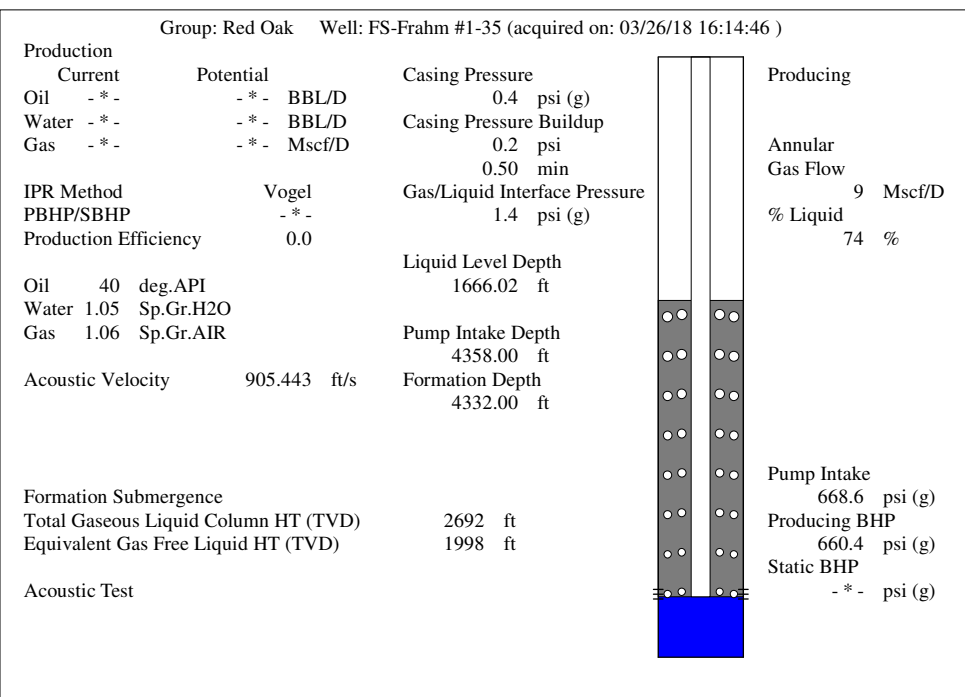 Group: Red Oak Well: FS-Frahm #1-35 (acquired on: 03/26/18 16:14:46 )
Production
Current Potential
Oil - * - - * - BBL/D
Water - * - - * - BBL/D
Gas - * - - * - Mscf/D
IPR Method Vogel
PBHP/SBHP - * -
Production Efficiency 0.0
Oil 40 deg.API
Water 1.05 Sp.Gr.H2O
Gas 1.06 Sp.Gr.AIR
Acoustic Velocity 905.443 ft/s
Formation Submergence
Total Gaseous Liquid Column HT (TVD) 2692 ft
Equivalent Gas Free Liquid HT (TVD) 1998 ft
Acoustic Test
Casing Pressure
0.4 psi (g)
Casing Pressure Buildup
0.2 psi
0.50 min
Gas/Liquid Interface Pressure
1.4 psi (g)
Liquid Level Depth
1666.02 ft
Pump Intake Depth
4358.00 ft
Formation Depth
4332.00 ft
Producing
Annular
Gas Flow
9 Mscf/D
% Liquid
74 %
Pump Intake
668.6 psi (g)
Producing BHP
660.4 psi (g)
Static BHP
- * - psi (g)